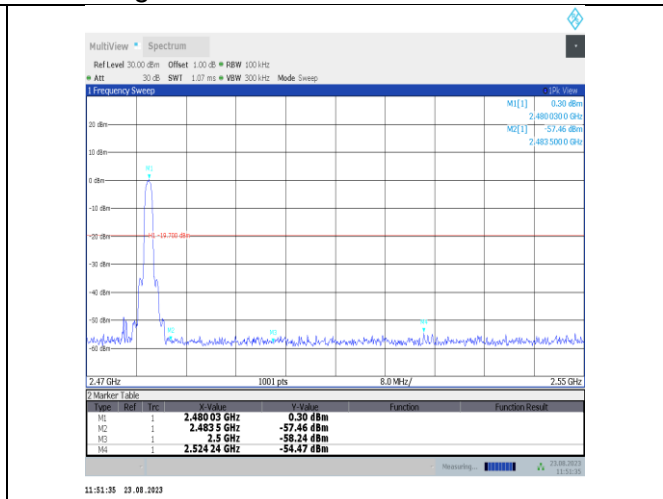 MultiView Spectrum
Ref Level 30.00 dBm Offset 1.00 dB RBW 100 kHz
Att 30 dB SWT 1.07 ms VBW 300 kHz Mode Sweep
1 Frequency Sweep 1Pk View
M1[1] 0.30 dBm
2.4800300 GHz
M2[1] -57.46 dBm
2.4835000 GHz
20 dBm
10 dBm
M1
0 dBm
-10 dBm
-20 dBm H1 -19.700 dBm
-30 dBm
-40 dBm
-50 dBm
M4
M2 M3
-60 dBm
2.47 GHz 1001 pts 8.0 MHz/ 2.55 GHz
2 Marker Table
Type Ref Trc X-Value Y-Value Function Function Result
M1 1 2.480 03 GHz 0.30 dBm
M2 1 2.483 5 GHz -57.46 dBm
M3 1 2.5 GHz -58.24 dBm
M4 1 2.524 24 GHz -54.47 dBm
Measuring... 23.08.2023
11:51:35
11:51:35 23.08.2023